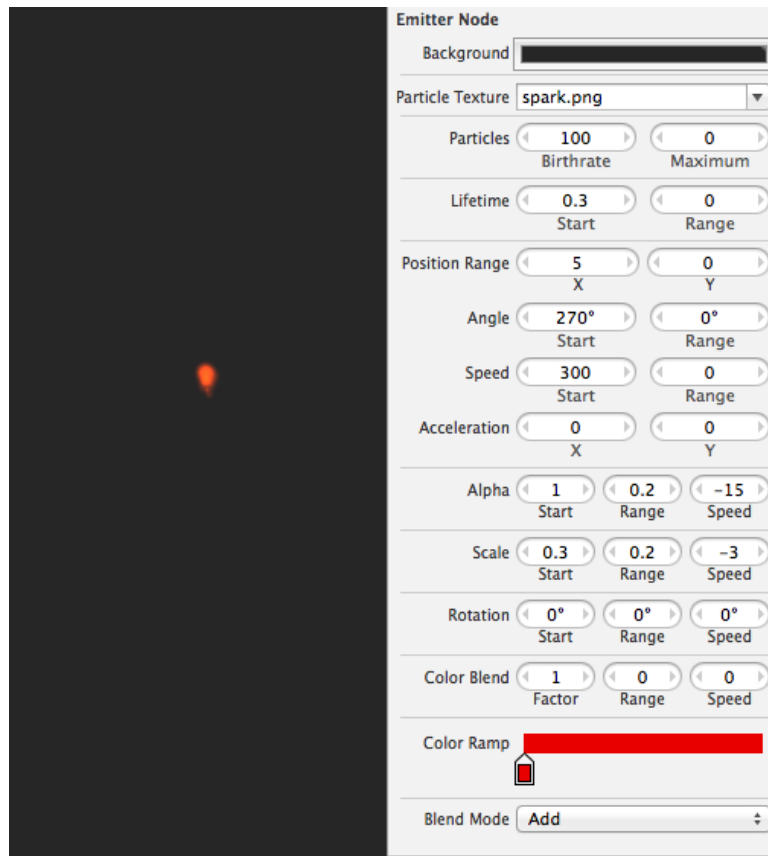 Emitter Node
Background
Particle Texture spark.png
Particles 100 0
Birthrate Maximum
Lifetime 0.3 0
Start Range
Position Range 5 0
X Y
Angle 270° 0°
Start Range
Speed 300 0
Start Range
Acceleration 0 0
X Y
Alpha 1 0.2 -15
Start Range Speed
Scale 0.3 0.2 -3
Start Range Speed
Rotation 0° 0° 0°
Start Range Speed
Color Blend 1 0 0
Factor Range Speed
Color Ramp
Blend Mode Add